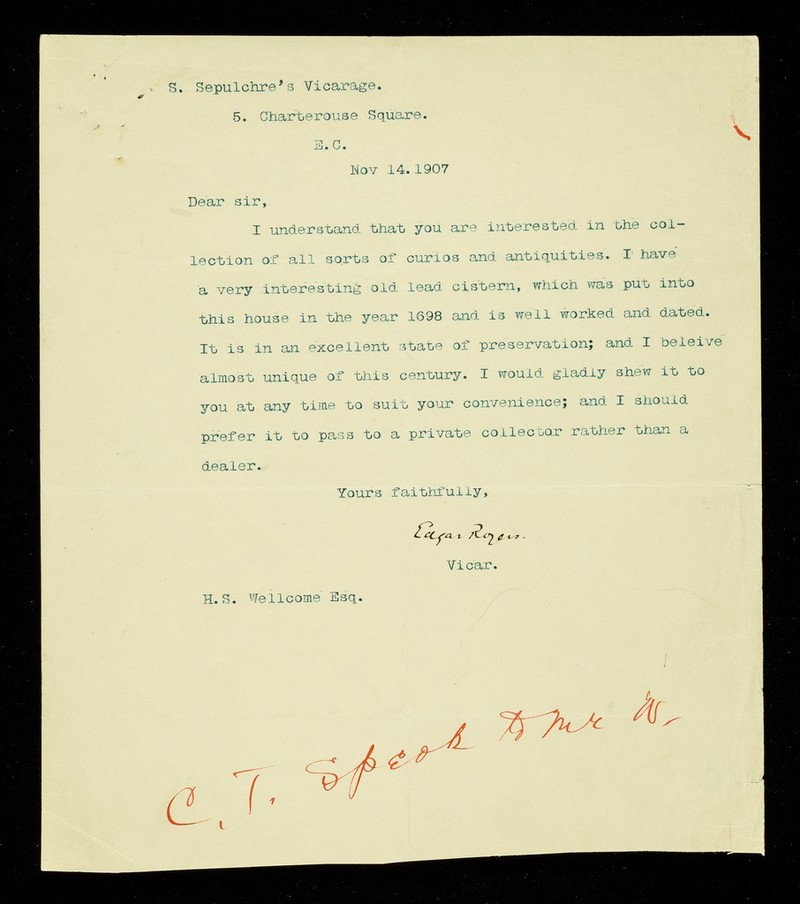 S. Sepulchre's Vicarage.
5. Charterouse Square.
E.C.
Nov 14.1907
Dear sir,
I understand that you are interested in the col-
lection of all sorts of curios and antiquities. I have
a very interesting old lead cistern, which was put into
this house in the year 1698 and is well worked and dated.
It is in an excellent state of preservation; and I beleive
almost unique of this century. I would gladly shew it to
you at any time to suit your convenience; and I should
prefer it to pass to a private collector rather than a
dealer.
Yours faithfully,
Edgar Rogers.
Vicar.
H.S. Wellcome Esq.
C.T. Speak to Mr W.